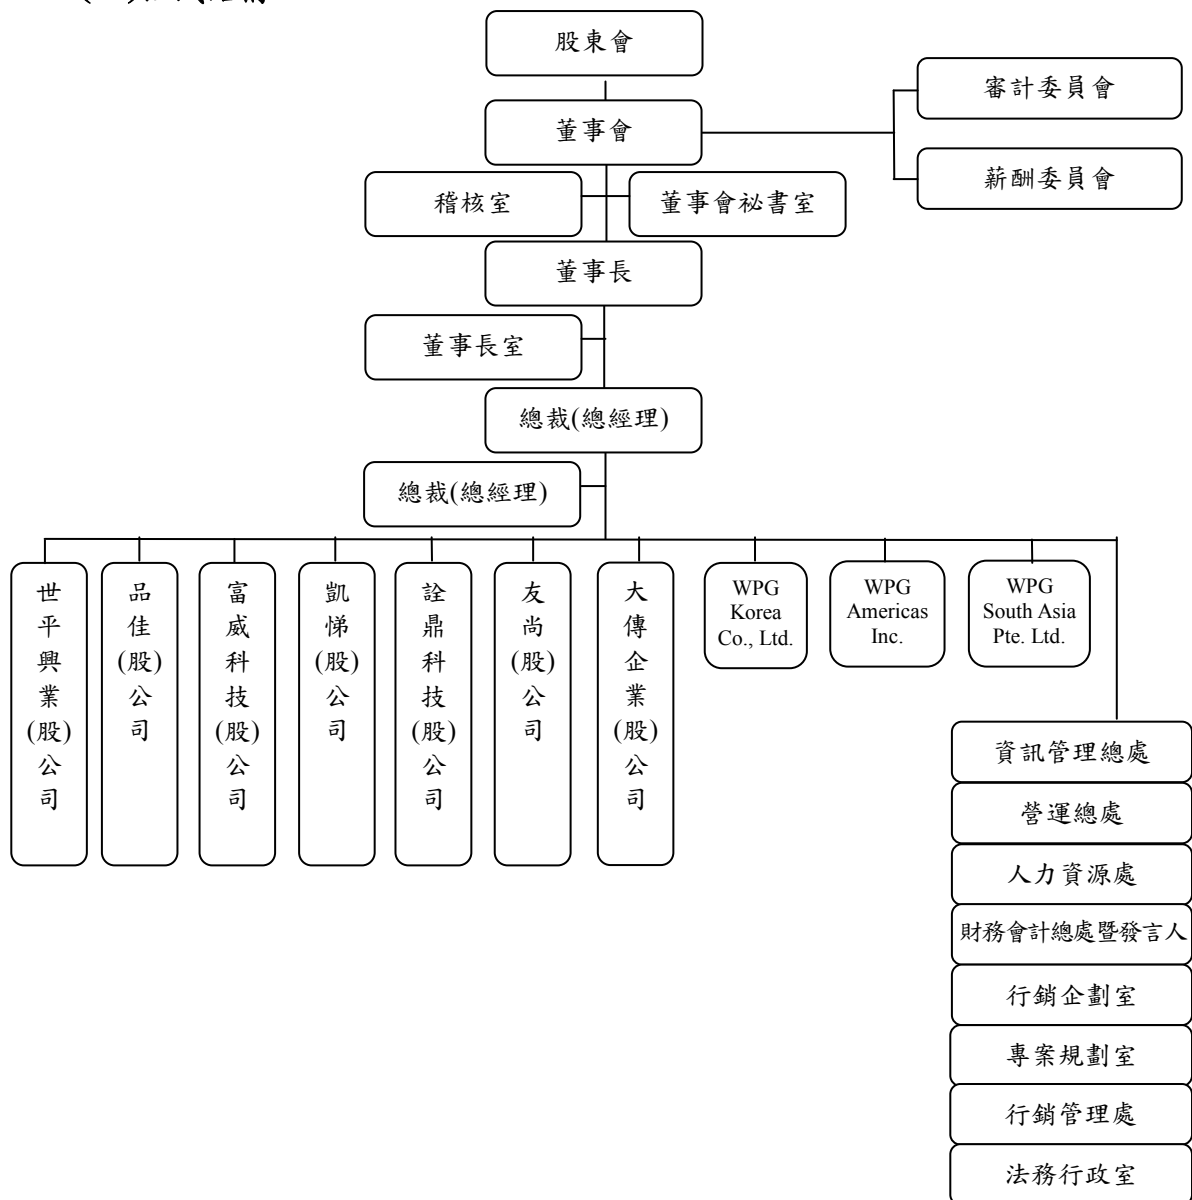 股東會
審計委員會
董事會
薪酬委員會
稽核室
董事會祕書室
董事長
董事長室
總裁(總經理)
總裁(總經理)
世平興業(股)公司
品佳(股)公司
富威科技(股)公司
凱悌(股)公司
詮鼎科技(股)公司
友尚(股)公司
大傳企業(股)公司
WPG
Korea
Co., Ltd.
WPG
Americas
Inc.
WPG
South Asia
Pte. Ltd.
資訊管理總處
營運總處
人力資源處
財務會計總處暨發言人
行銷企劃室
專案規劃室
行銷管理處
法務行政室